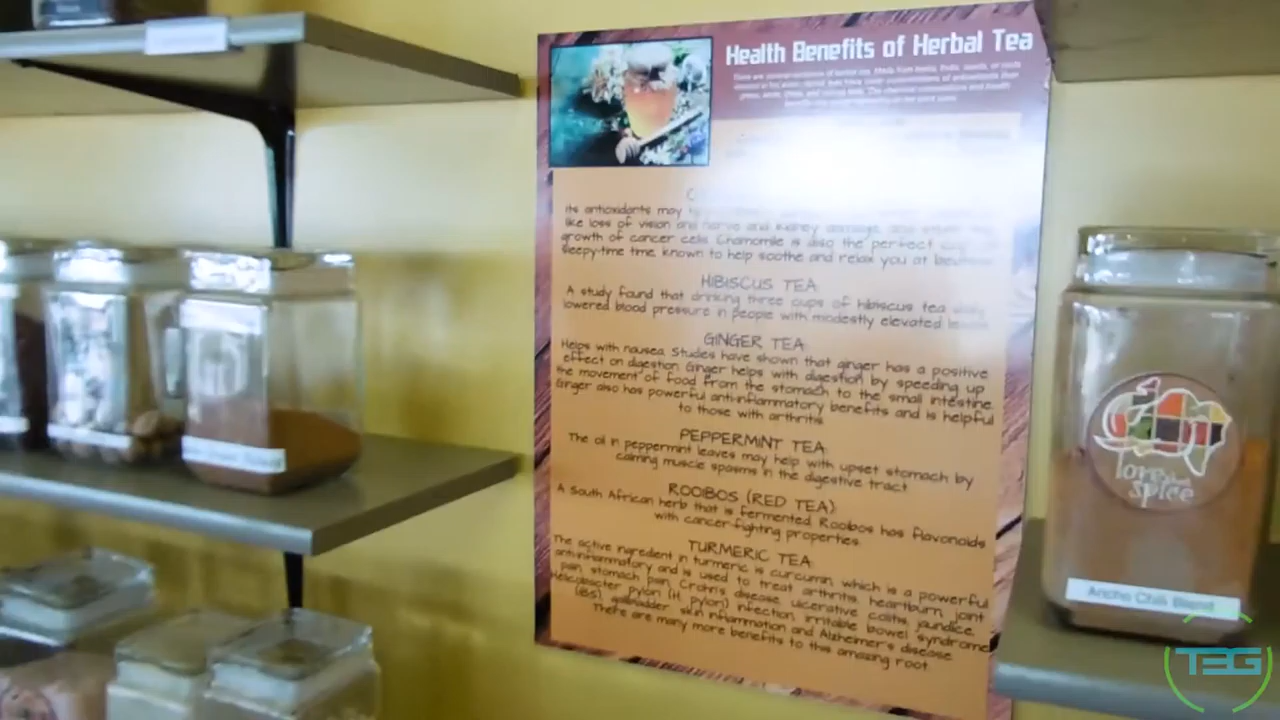 Health Benefits of Herbal Tea
its antioxidants may
like loss of vision and nerve and kidney damage, and
growth of cancer cells. Chamomile is also the perfect
sleepy-time time, known to help soothe and relax you at
HIBISCUS TEA:
A study found that drinking three cups of hibiscus tea
lowered blood pressure in people with modestly elevated
GINGER TEA:
Helps with nausea. Studies have shown that ginger has a positive
effect on digestion. Ginger helps with digestion by speeding up
the movement of food from the stomach to the small intestine.
Ginger also has powerful anti-inflammatory benefits and is helpful
to those with arthritis.
PEPPERMINT TEA:
The oil in peppermint leaves may help with upset stomach by
calming muscle spasms in the digestive tract.
ROOIBOS (RED TEA):
A South African herb that is fermented. Rooibos has flavonoids
with cancer-fighting properties.
TURMERIC TEA:
The active ingredient in turmeric is curcumin, which is a powerful
anti-inflammatory and is used to treat arthritis, heartburn, joint
pain, stomach pain, Crohn's disease, ulcerative colitis, jaundice,
Helicobacter pylori (H. pylori) infection, irritable bowel syndrome
(IBS), gallbladder, skin inflammation and Alzheimer's disease.
There are many more benefits to this amazing root.
love
spice
Ancho Chili Blend
TBG